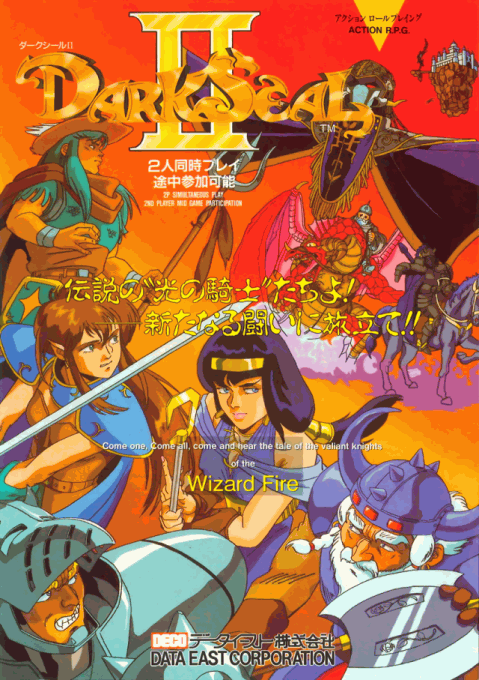 アクション ロールプレイング
ACTION R.P.G.
ダークシールII
II
DARK SEAL
TM
2人同時プレイ
途中参加可能
2P SIMULTANEOUS PLAY
2ND PLAYER MID GAME PARTICIPATION
伝説の“光の騎士”たちよ!
——新たなる闘いに旅立て!!
Come one, Come all, come and hear the tale of the valiant knights
of the
Wizard Fire
DECO データイースト株式会社
DATA EAST CORPORATION